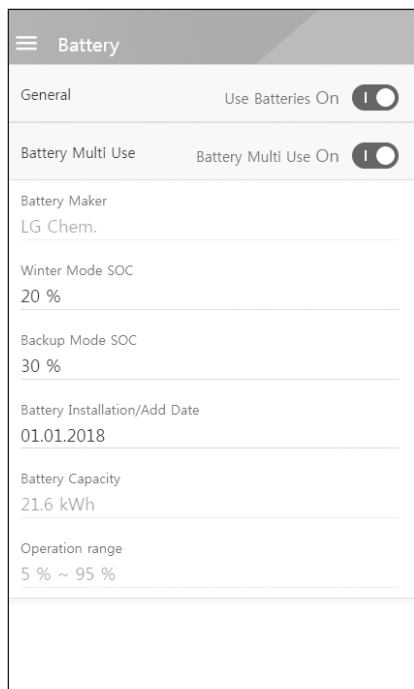 Battery
General Use Batteries On
Battery Multi Use Battery Multi Use On
Battery Maker
LG Chem.
Winter Mode SOC
20 %
Backup Mode SOC
30 %
Battery Installation/Add Date
01.01.2018
Battery Capacity
21.6 kWh
Operation range
5 % ~ 95 %